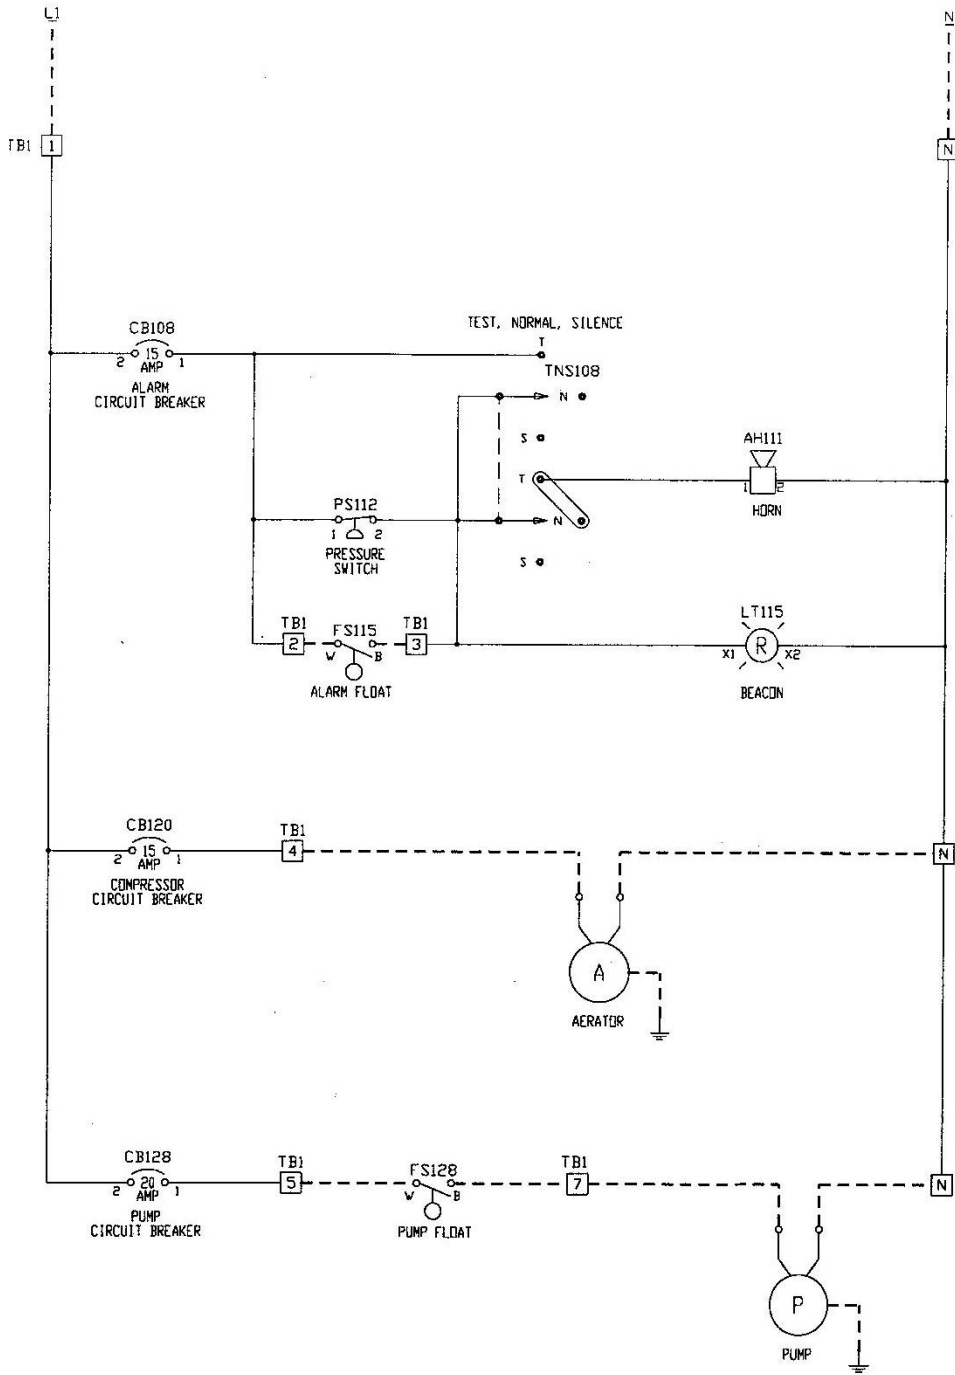 L1
N
TB1 1
N
CB108
2 15 1
AMP
ALARM
CIRCUIT BREAKER
TEST, NORMAL, SILENCE
T
TNS108
N
S
T
N
S
AH111
1 2
HORN
PS112
1 2
PRESSURE
SWITCH
TB1
2
FS115
W B
ALARM FLOAT
TB1
3
LT115
X1 R X2
BEACON
CB120
2 15 1
AMP
COMPRESSOR
CIRCUIT BREAKER
TB1
4
N
A
AERATOR
CB128
2 20 1
AMP
PUMP
CIRCUIT BREAKER
TB1
5
FS128
W B
PUMP FLOAT
TB1
7
N
P
PUMP